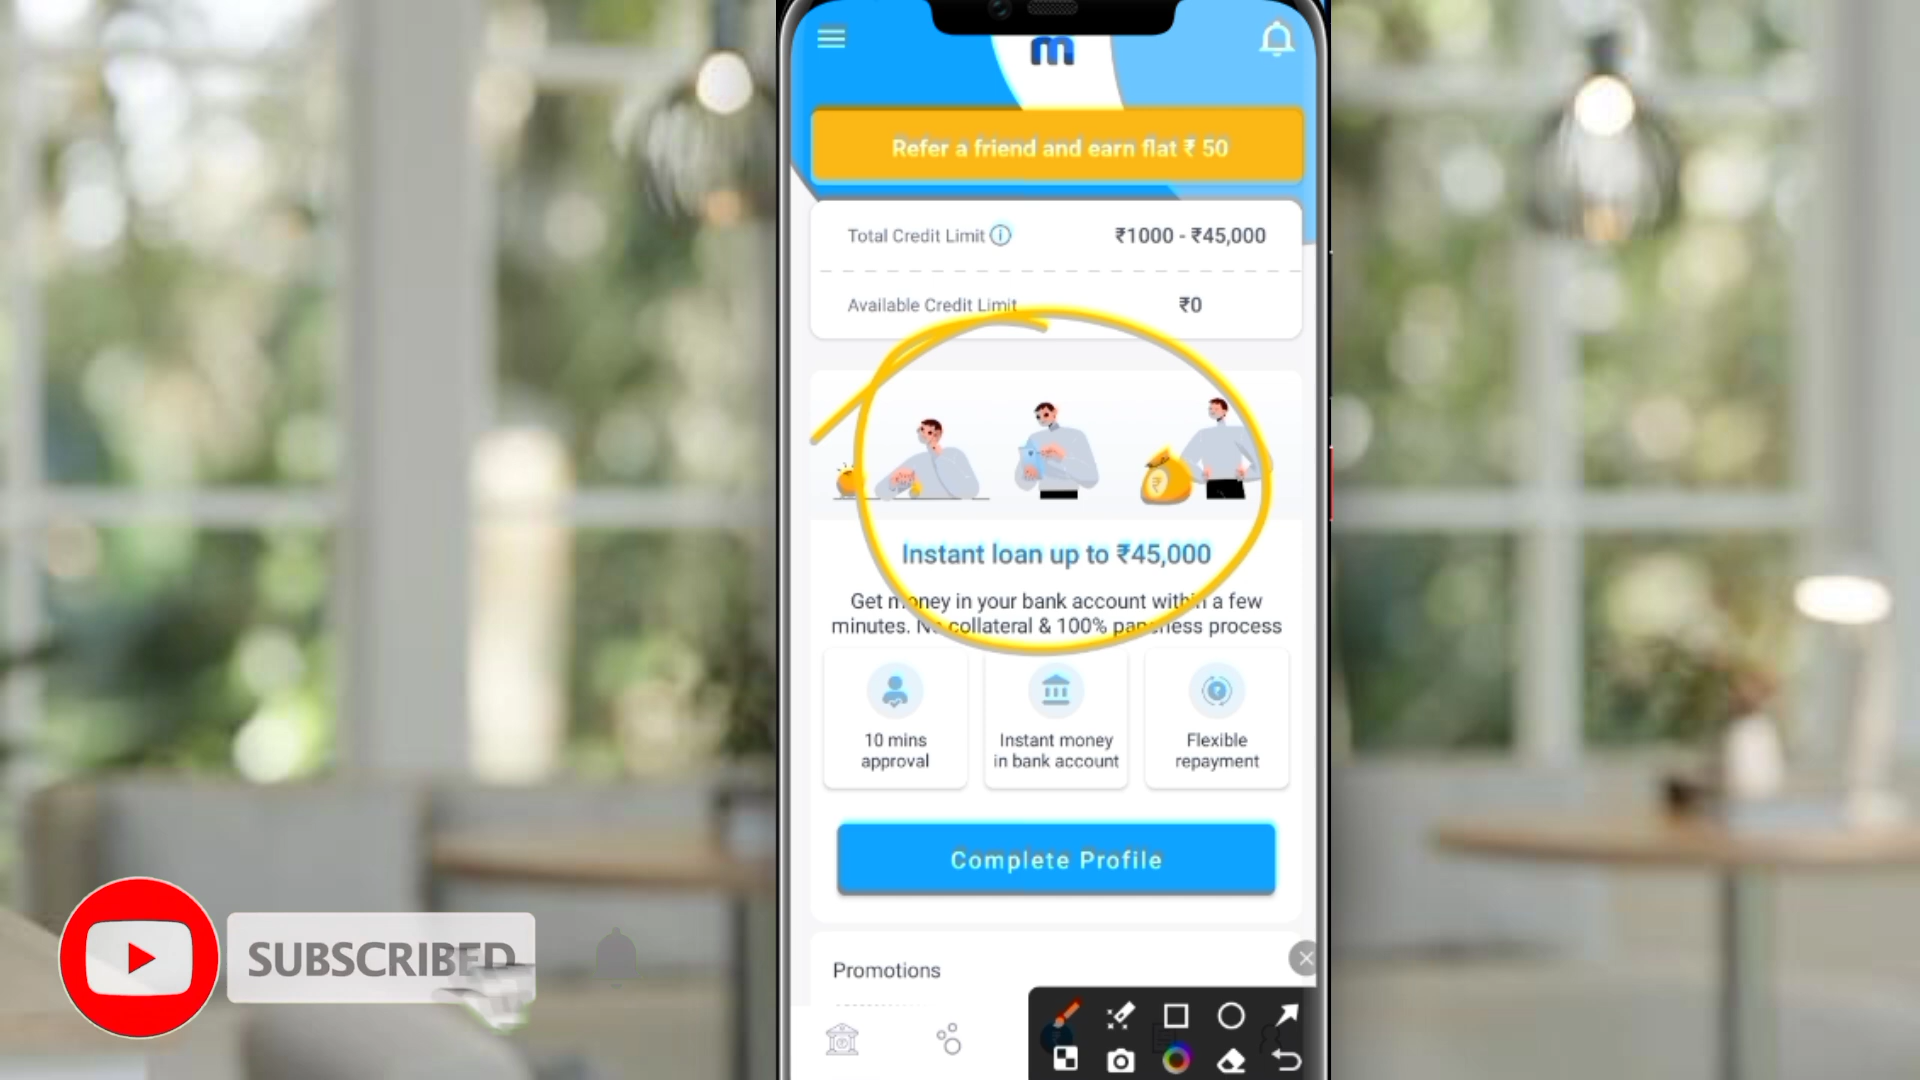 m
Refer a friend and earn flat ₹ 50
Total Credit Limit
₹1000 - ₹45,000
Available Credit Limit
₹0
Instant loan up to ₹45,000
Get money in your bank account within a few
minutes. No collateral & 100% paperless process
10 mins
approval
Instant money
in bank account
Flexible
repayment
Complete Profile
Promotions
SUBSCRIBED